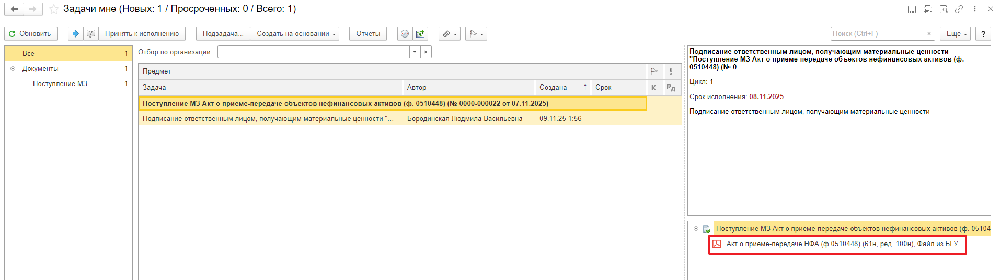 Задачи мне (Новых: 1 / Просроченных: 0 / Всего: 1)
Обновить
Принять к исполнению
Подзадача...
Создать на основании
Отчеты
Поиск (Ctrl+F)
×
Еще
?
Все 1
Документы 1
Поступление МЗ ... 1
Отбор по организации:
×
Предмет
Задача Автор Создана ↑ Срок К Рд
Поступление МЗ Акт о приеме-передаче объектов нефинансовых активов (ф. 0510448) (№ 0000-000022 от 07.11.2025)
Подписание ответственным лицом, получающим материальные ценности "... Бородинская Людмила Васильевна 09.11.25 1:56
Подписание ответственным лицом, получающим материальные ценности
"Поступление МЗ Акт о приеме-передаче объектов нефинансовых активов (ф.
0510448) (№ 0
Цикл: 1
Срок исполнения: 08.11.2025
Подписание ответственным лицом, получающим материальные ценности
Поступление МЗ Акт о приеме-передаче объектов нефинансовых активов (ф. 05104
Акт о приеме-передаче НФА (ф.0510448) (61н, ред. 100н), Файл из БГУ